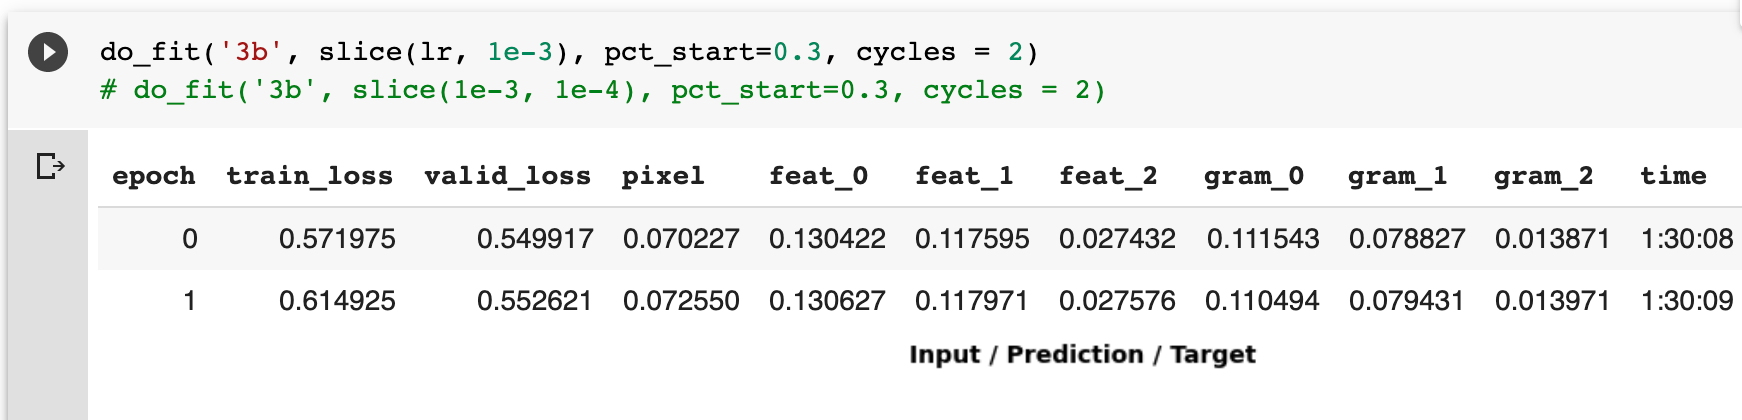 do_fit('3b', slice(lr, 1e-3), pct_start=0.3, cycles = 2)
# do_fit('3b', slice(1e-3, 1e-4), pct_start=0.3, cycles = 2)
epoch train_loss valid_loss pixel feat_0 feat_1 feat_2 gram_0 gram_1 gram_2 time
0 0.571975 0.549917 0.070227 0.130422 0.117595 0.027432 0.111543 0.078827 0.013871 1:30:08
1 0.614925 0.552621 0.072550 0.130627 0.117971 0.027576 0.110494 0.079431 0.013971 1:30:09
Input / Prediction / Target